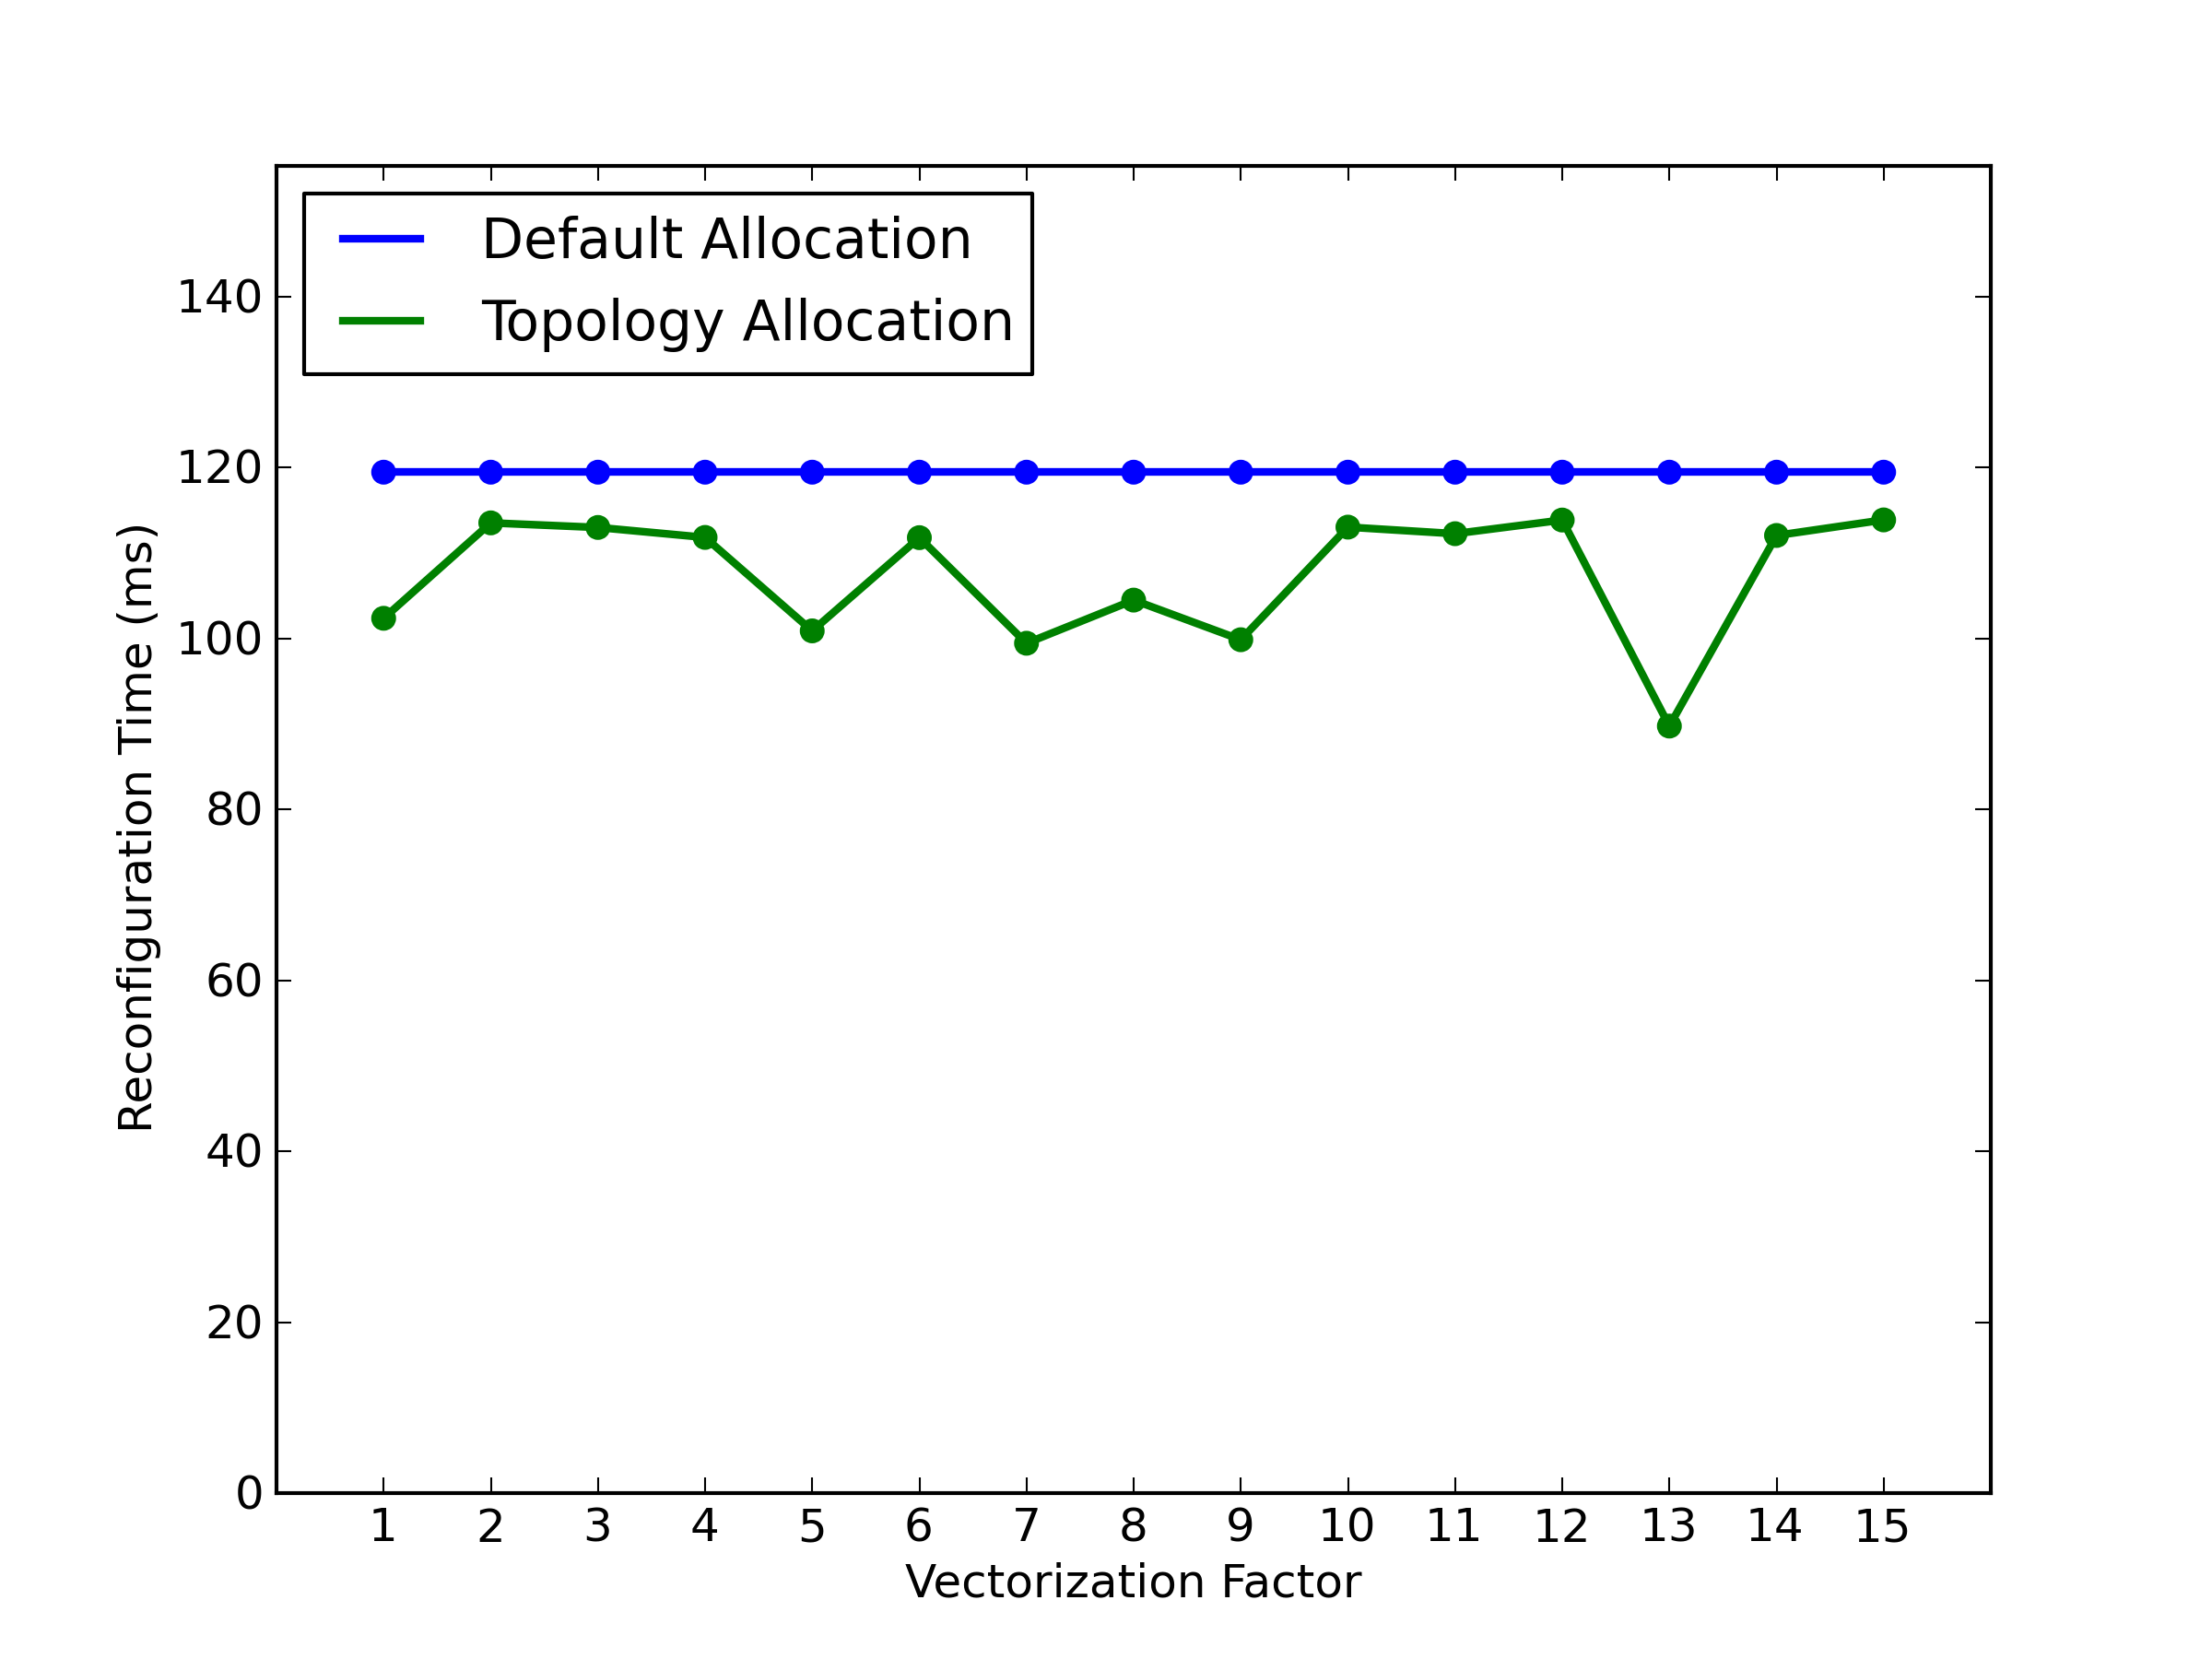 Default Allocation
Topology Allocation
140
120
100
80
60
40
20
0
Reconfiguration Time (ms)
1 2 3 4 5 6 7 8 9 10 11 12 13 14 15
Vectorization Factor